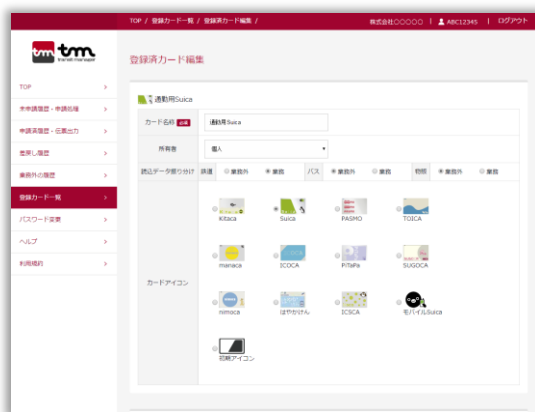 TOP / 登録カード一覧 / 登録済カード編集 /
株式会社〇〇〇〇〇 | ABC12345 | ログアウト
tm tm
登録済カード編集
TOP >
未申請履歴・申請処理 >
申請済履歴・伝票出力 >
差戻し履歴 >
業務外の履歴 >
登録カード一覧 >
パスワード変更 >
ヘルプ >
利用規約 >
通勤用Suica
カード名称 必須 通勤用Suica
所有者 個人
読込データ振り分け 鉄道 業務外 業務 バス 業務外 業務 物販 業務外 業務
カードアイコン
Kitaca Suica PASMO TOICA
manaca ICOCA PiTaPa SUGOCA
nimoca はやかけん ICSCA モバイルSuica
初期アイコン